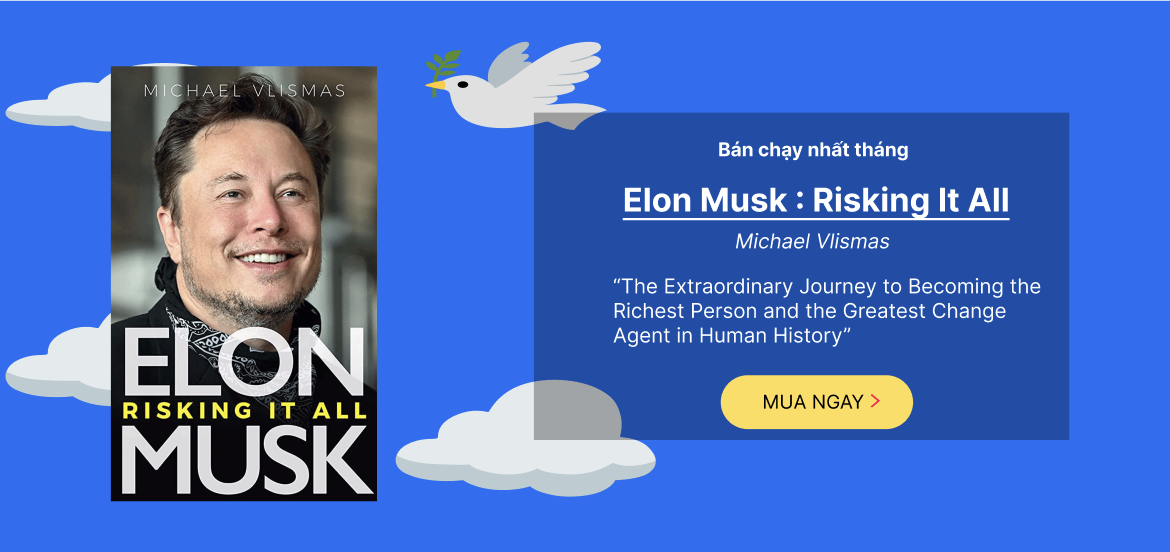 MICHAEL VLISMAS
ELON
RISKING IT ALL
MUSK
Bán chạy nhất tháng
Elon Musk : Risking It All
Michael Vlismas
“The Extraordinary Journey to Becoming the
Richest Person and the Greatest Change
Agent in Human History”
MUA NGAY >